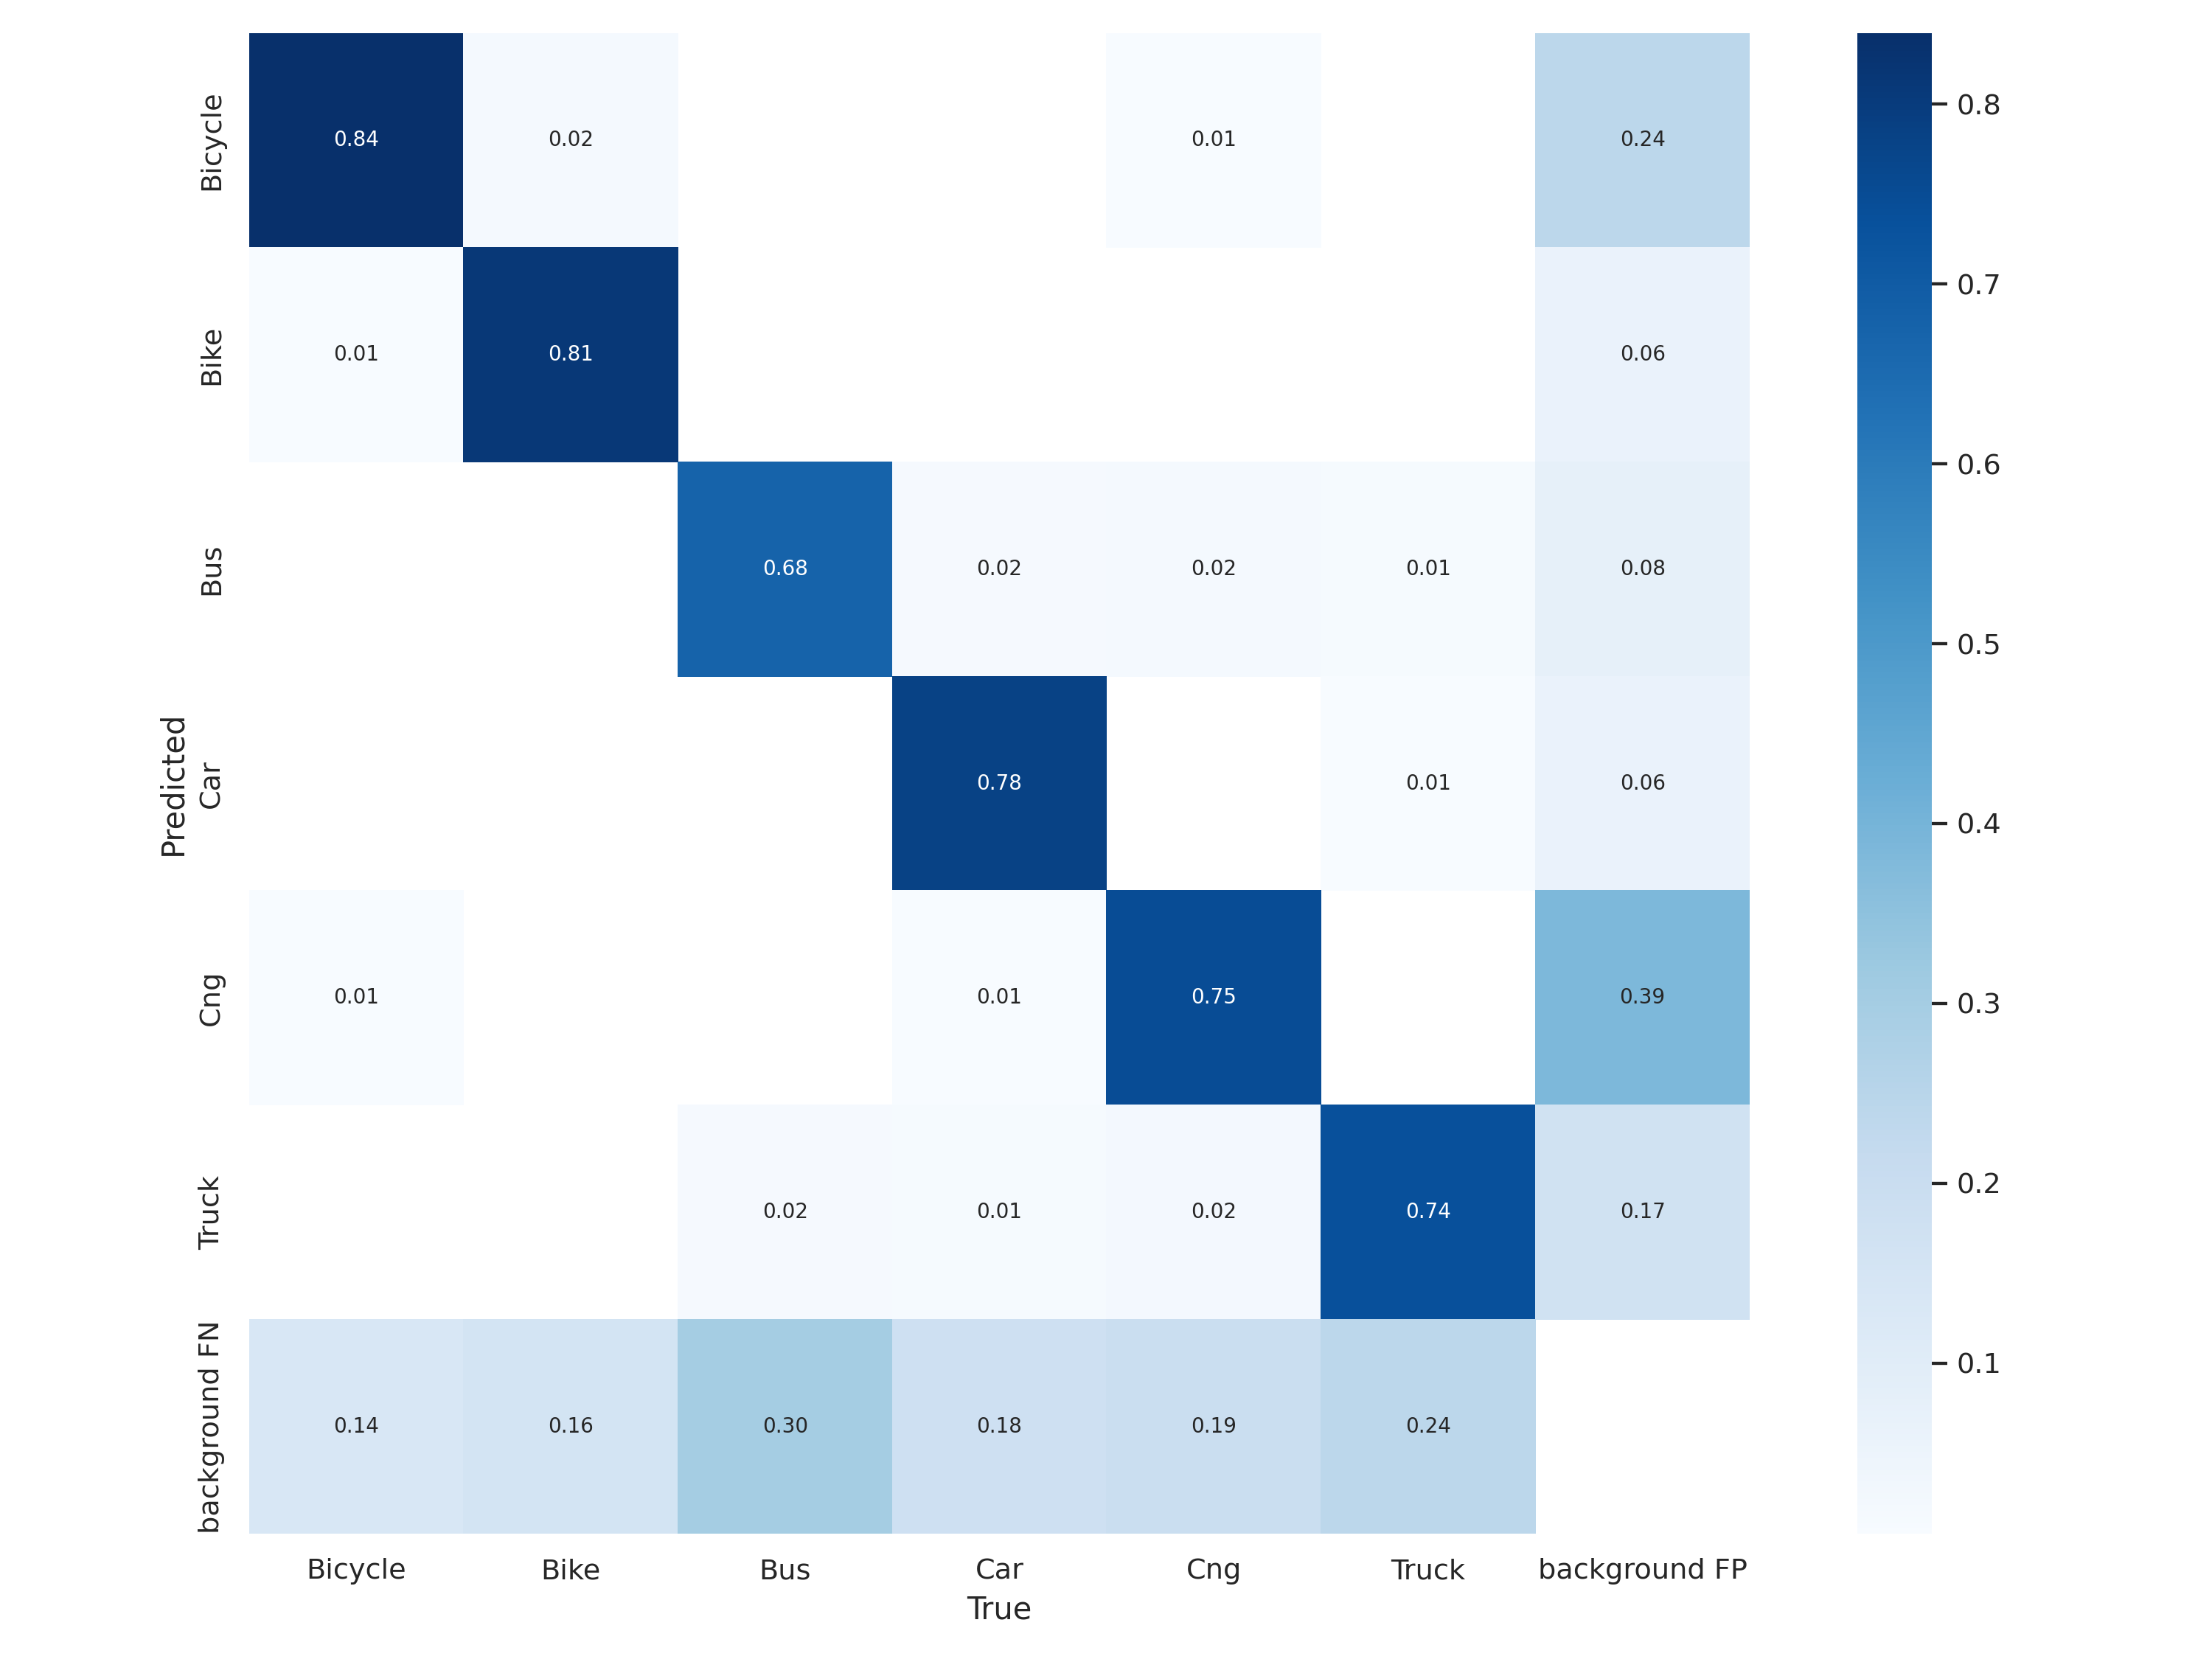 Bicycle 0.84 0.02 0.01 0.24 0.8
Bike 0.01 0.81 0.06 0.7
Bus 0.68 0.02 0.02 0.01 0.08 0.6
0.5
Predicted
Car 0.78 0.01 0.06 0.4
Cng 0.01 0.01 0.75 0.39 0.3
Truck 0.02 0.01 0.02 0.74 0.17 0.2
background FN 0.14 0.16 0.30 0.18 0.19 0.24 0.1
Bicycle Bike Bus Car Cng Truck background FP
True